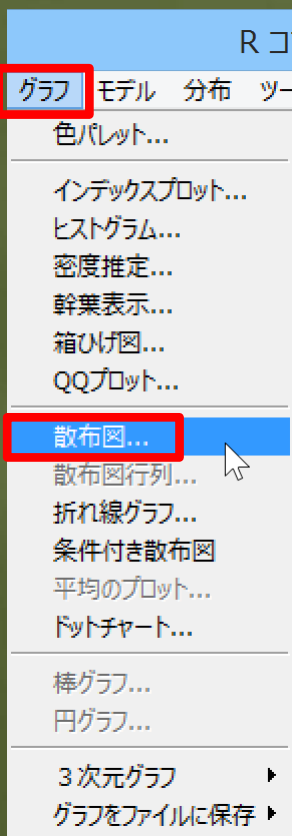 R コ
グラフ モデル 分布 ツー
色パレット...
インデックスプロット...
ヒストグラム...
密度推定...
幹葉表示...
箱ひげ図...
QQプロット...
散布図...
散布図行列...
折れ線グラフ...
条件付き散布図
平均のプロット...
ドットチャート...
棒グラフ...
円グラフ...
３次元グラフ
グラフをファイルに保存